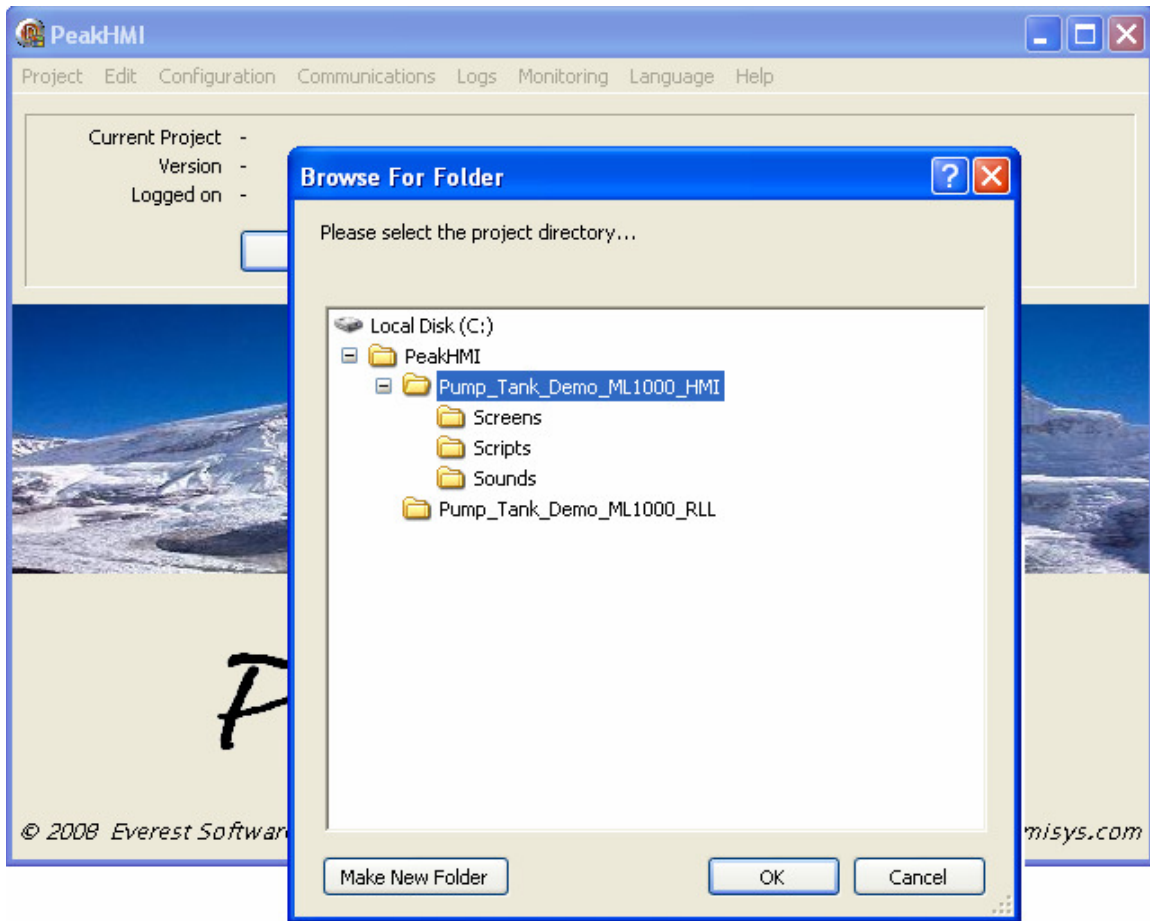 PeakHMI
Project Edit Configuration Communications Logs Monitoring Language Help
Current Project -
Version -
Logged on -
Browse For Folder
Please select the project directory...
Local Disk (C:)
PeakHMI
Pump_Tank_Demo_ML1000_HMI
Screens
Scripts
Sounds
Pump_Tank_Demo_ML1000_RLL
P
© 2008 Everest Softwar
misys.com
Make New Folder OK Cancel